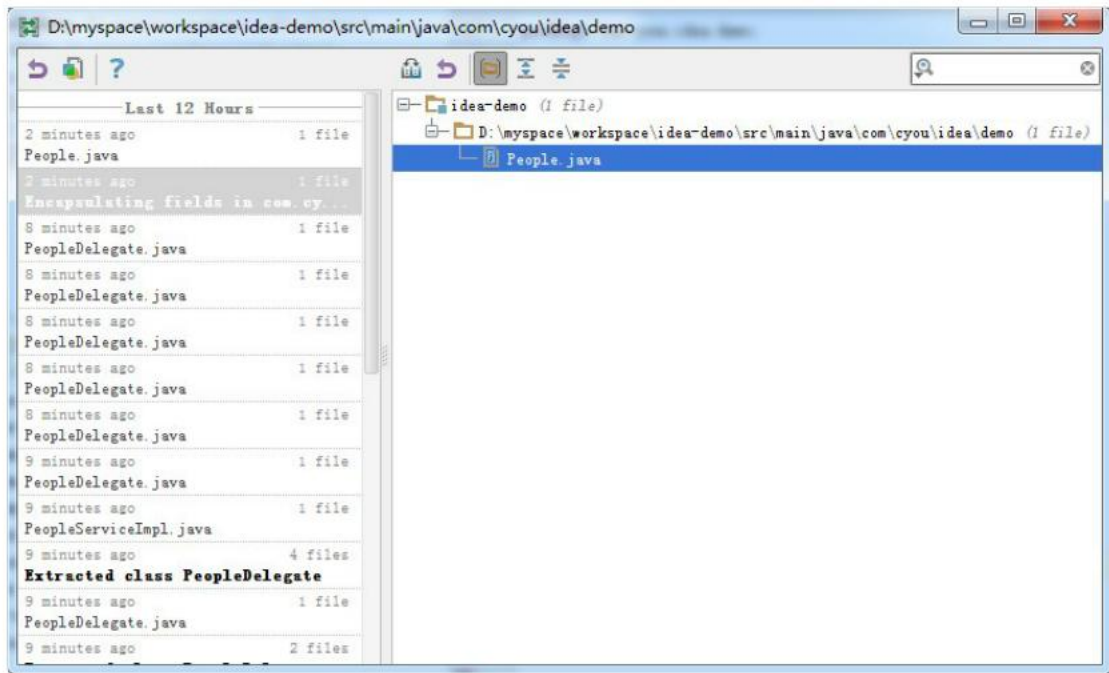 D:\myspace\workspace\idea-demo\src\main\java\com\cyou\idea\demo
Last 12 Hours
2 minutes ago 1 file
People.java
2 minutes ago 1 file
Encapsulating fields in com.cy...
8 minutes ago 1 file
PeopleDelegate.java
8 minutes ago 1 file
PeopleDelegate.java
8 minutes ago 1 file
PeopleDelegate.java
8 minutes ago 1 file
PeopleDelegate.java
8 minutes ago 1 file
PeopleDelegate.java
9 minutes ago 1 file
PeopleDelegate.java
9 minutes ago 1 file
PeopleServiceImpl.java
9 minutes ago 4 files
Extracted class PeopleDelegate
9 minutes ago 1 file
PeopleDelegate.java
9 minutes ago 2 files
idea-demo (1 file)
D:\myspace\workspace\idea-demo\src\main\java\com\cyou\idea\demo (1 file)
People.java